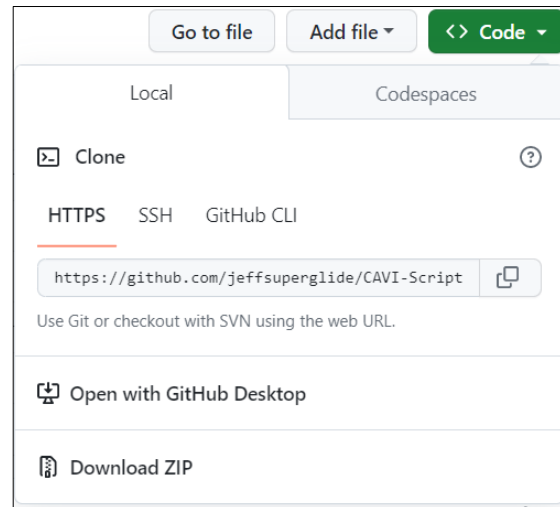 Go to file Add file <> Code
Local Codespaces
Clone
HTTPS SSH GitHub CLI
https://github.com/jeffsuperglide/CAVI-Script
Use Git or checkout with SVN using the web URL.
Open with GitHub Desktop
Download ZIP